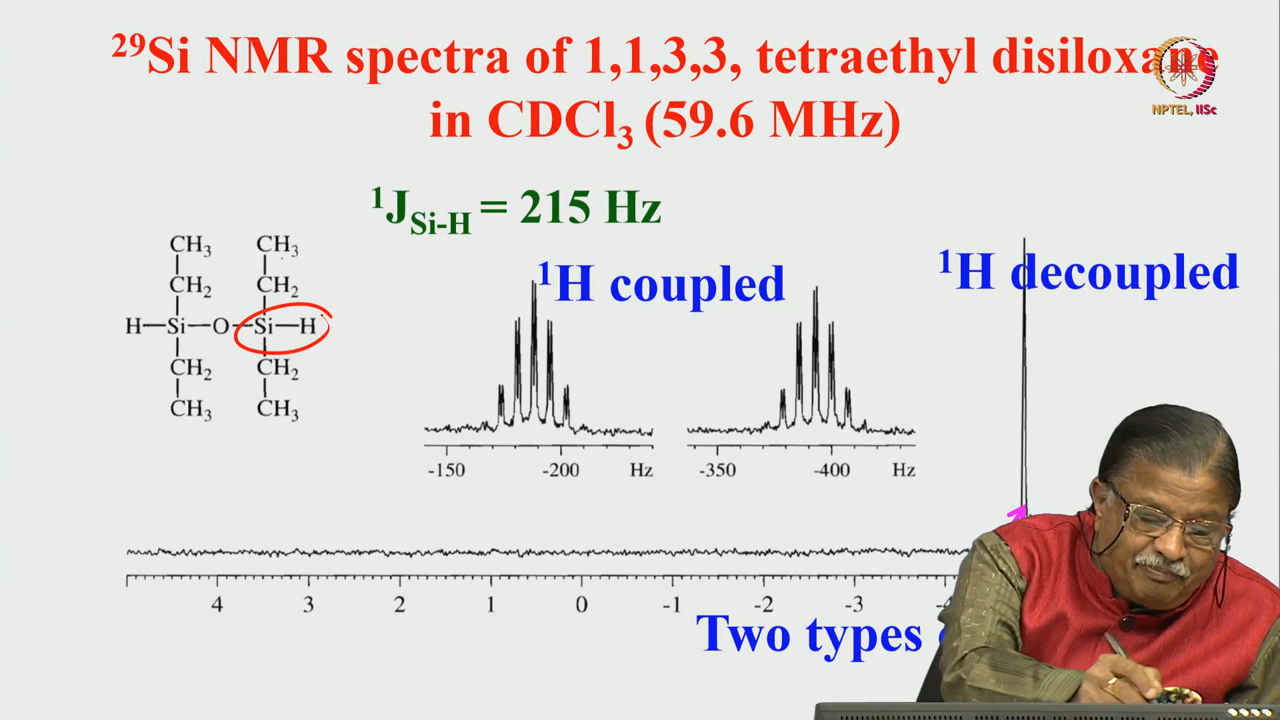 ²⁹Si NMR spectra of 1,1,3,3, tetraethyl disiloxane
in CDCl₃ (59.6 MHz)
NPTEL, IISc
¹J_Si-H = 215 Hz
¹H coupled
¹H decoupled
CH₃ CH₃
CH₂ CH₂
H—Si—O—Si—H
CH₂ CH₂
CH₃ CH₃
-150 -200 Hz
-350 -400 Hz
4 3 2 1 0 -1 -2 -3
Two types